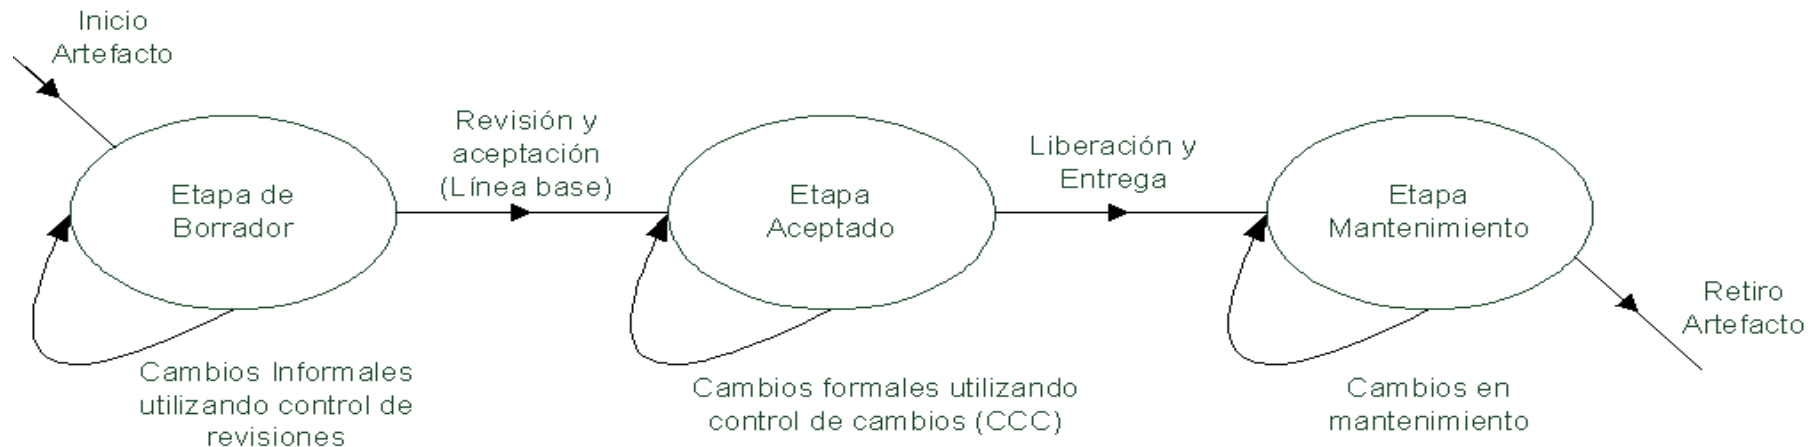 Inicio
Artefacto
Revisión y
aceptación
(Línea base)
Liberación y
Entrega
Etapa de
Borrador
Etapa
Aceptado
Etapa
Mantenimiento
Retiro
Artefacto
Cambios Informales
utilizando control de
revisiones
Cambios formales utilizando
control de cambios (CCC)
Cambios en
mantenimiento